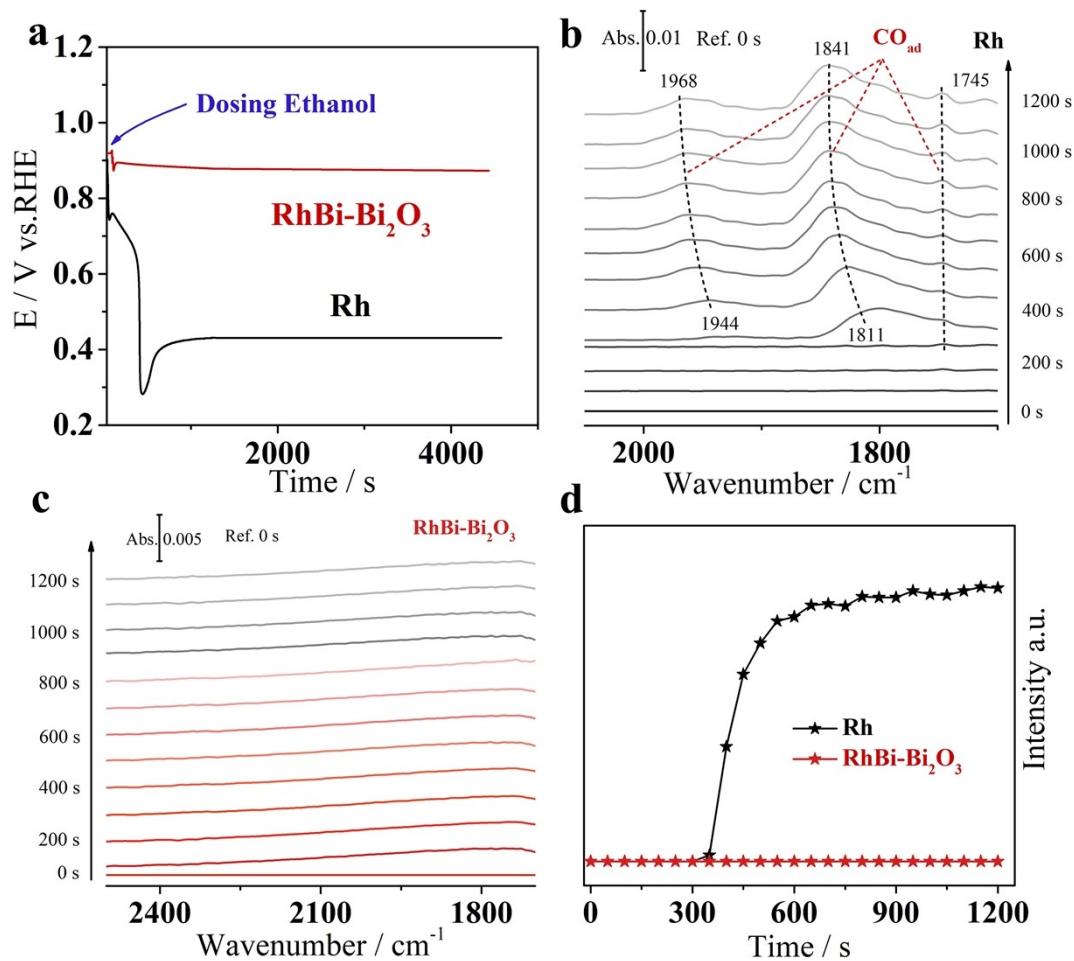 a
1.2
1.0
0.8
0.6
0.4
0.2
E / V vs.RHE
Dosing Ethanol
RhBi-Bi₂O₃
Rh
2000
4000
Time / s
b
Abs. 0.01 Ref. 0 s
1841
CO_ad
Rh
1968
1745
1200 s
1000 s
800 s
600 s
400 s
200 s
0 s
1944
1811
2000
1800
Wavenumber / cm⁻¹
c
Abs. 0.005 Ref. 0 s
RhBi-Bi₂O₃
1200 s
1000 s
800 s
600 s
400 s
200 s
0 s
2400
2100
1800
Wavenumber / cm⁻¹
d
Rh
RhBi-Bi₂O₃
Intensity a.u.
0
300
600
900
1200
Time / s